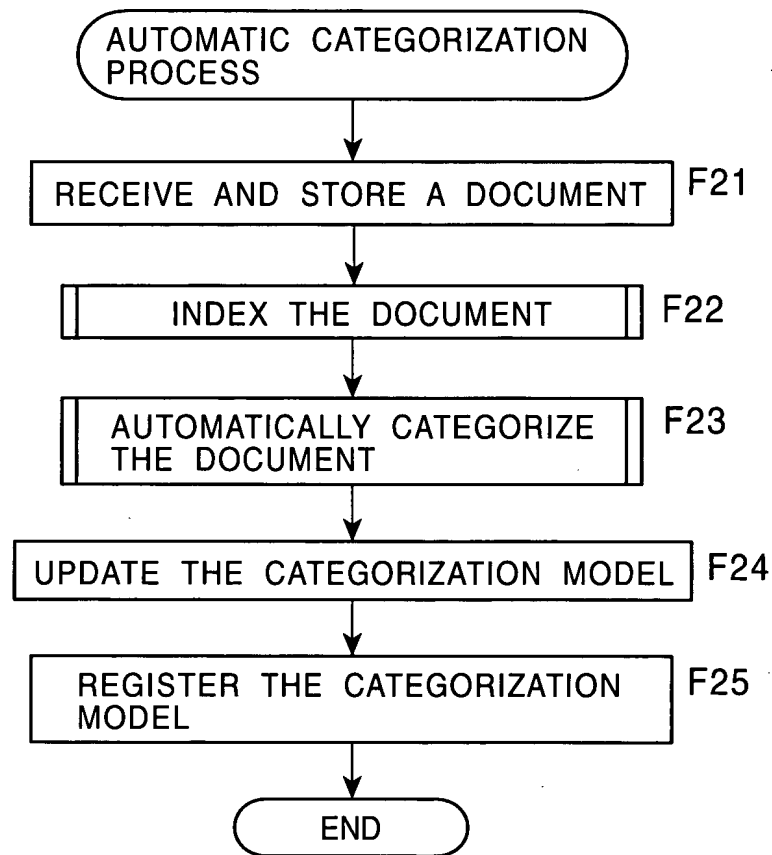 AUTOMATIC CATEGORIZATION
PROCESS
RECEIVE AND STORE A DOCUMENT F21
INDEX THE DOCUMENT F22
AUTOMATICALLY CATEGORIZE F23
THE DOCUMENT
UPDATE THE CATEGORIZATION MODEL F24
REGISTER THE CATEGORIZATION F25
MODEL
END